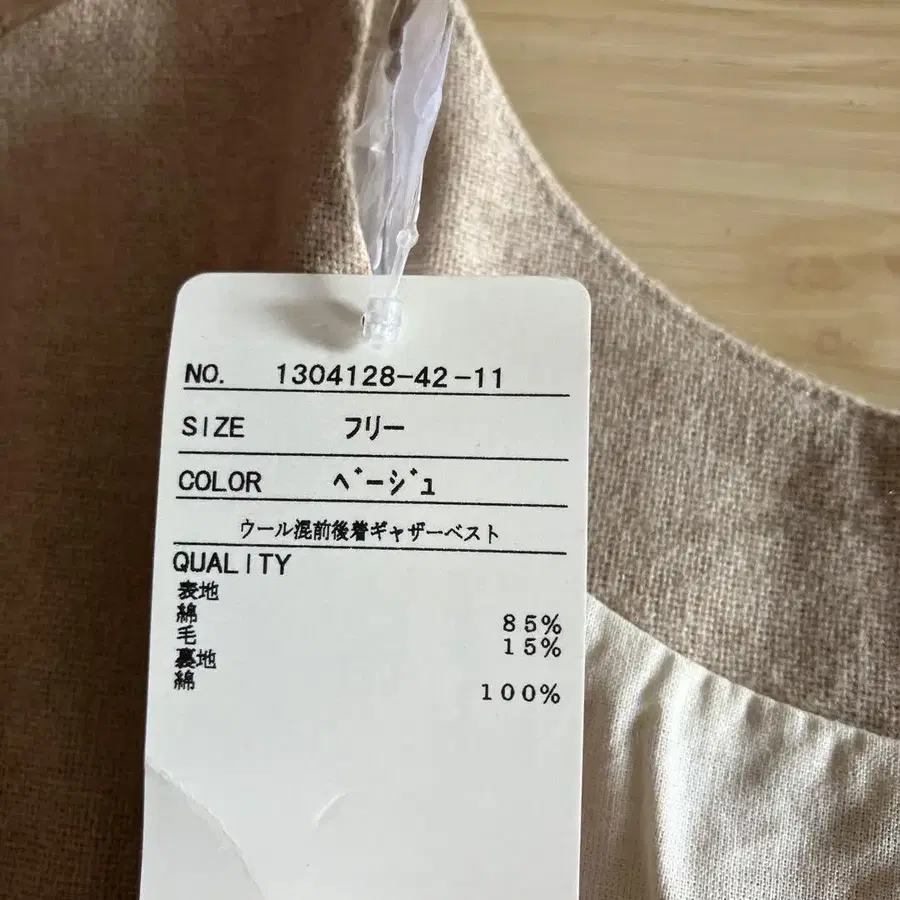 NO. 1304128-42-11
SIZE フリー
COLOR ベージュ
ウール混前後着ギャザーベスト
QUALITY
表地
綿 85%
毛 15%
裏地
綿 100%